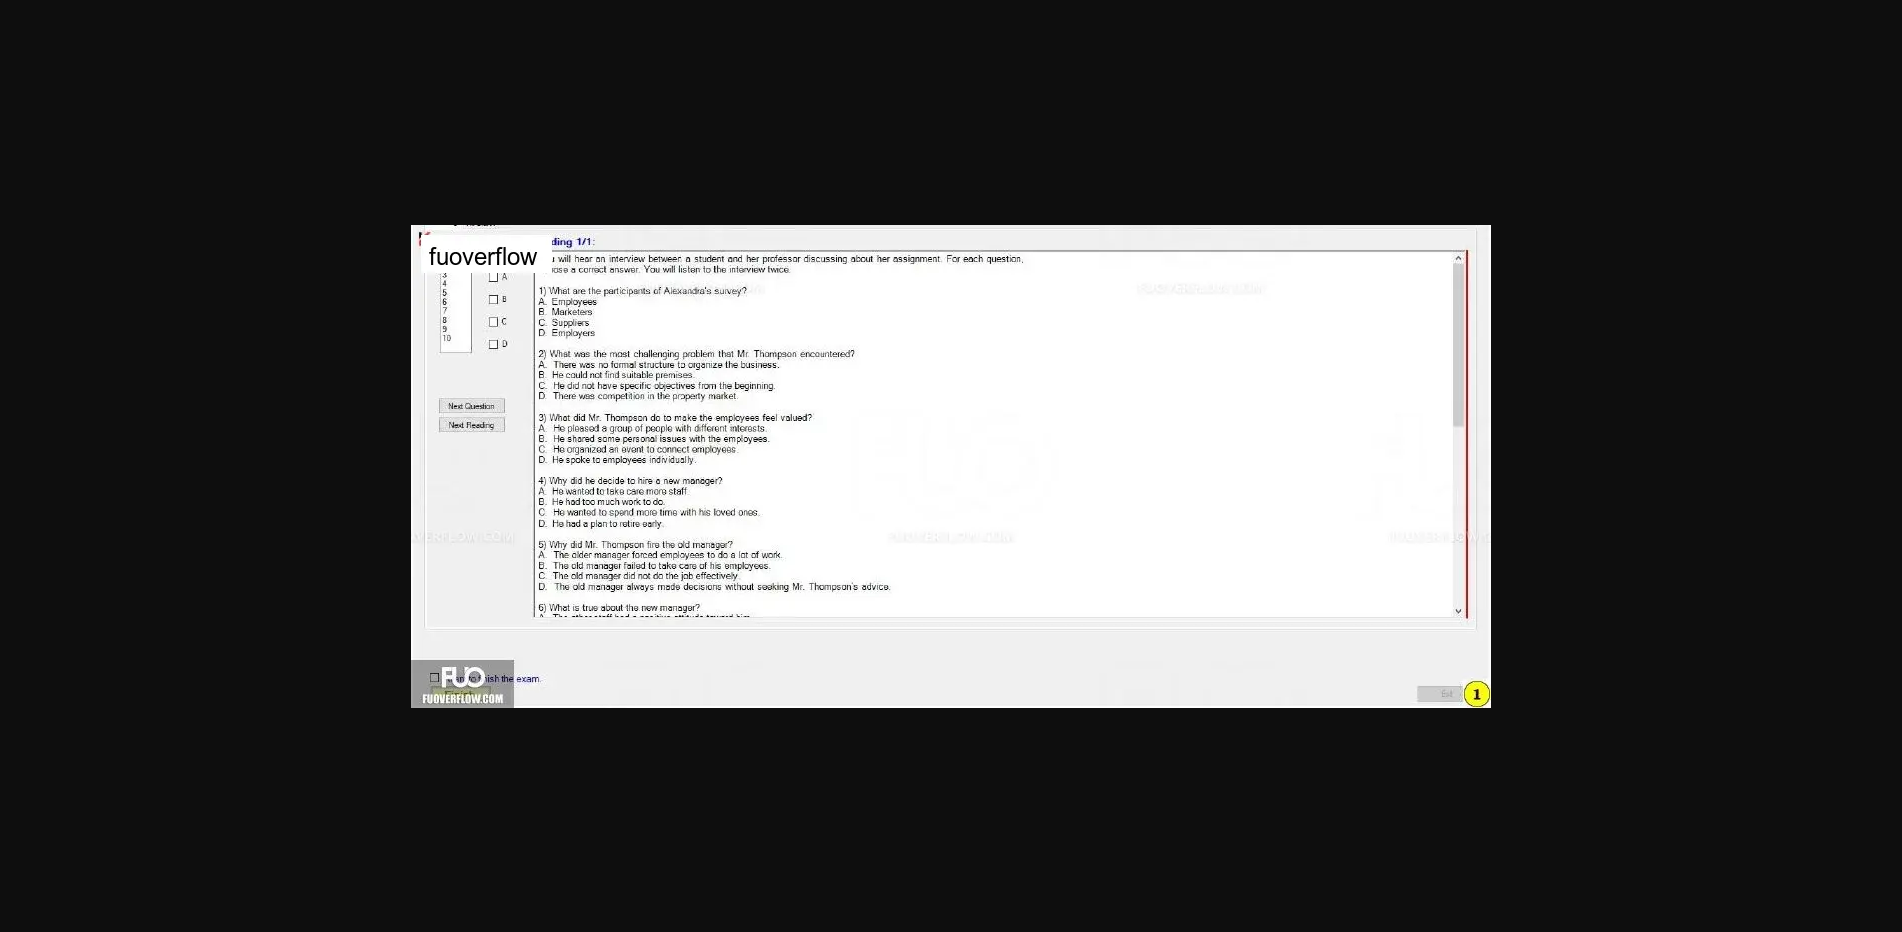 ding 1/1:
fuoverflow
will hear an interview between a student and her professor discussing about her assignment. For each question,
ose a correct answer. You will listen to the interview twice.
3
4
5
6
7
8
9
10
A
B
C
D
Next Question
Next Reading
1) What are the participants of Alexandra's survey?
A. Employees
B. Marketers
C. Suppliers
D. Employers
2) What was the most challenging problem that Mr. Thompson encountered?
A. There was no formal structure to organize the business.
B. He could not find suitable premises.
C. He did not have specific objectives from the beginning.
D. There was competition in the property market.
3) What did Mr. Thompson do to make the employees feel valued?
A. He pleased a group of people with different interests.
B. He shared some personal issues with the employees.
C. He organized an event to connect employees.
D. He spoke to employees individually.
4) Why did he decide to hire a new manager?
A. He wanted to take care more staff.
B. He had too much work to do.
C. He wanted to spend more time with his loved ones.
D. He had a plan to retire early.
5) Why did Mr. Thompson fire the old manager?
A. The older manager forced employees to do a lot of work.
B. The old manager failed to take care of his employees.
C. The old manager did not do the job effectively.
D. The old manager always made decisions without seeking Mr. Thompson's advice.
6) What is true about the new manager?
FUOVERFLOW.COM
FUOVERFLOW.COM
the exam.
FUO
FUOVERFLOW.COM
Exit
1